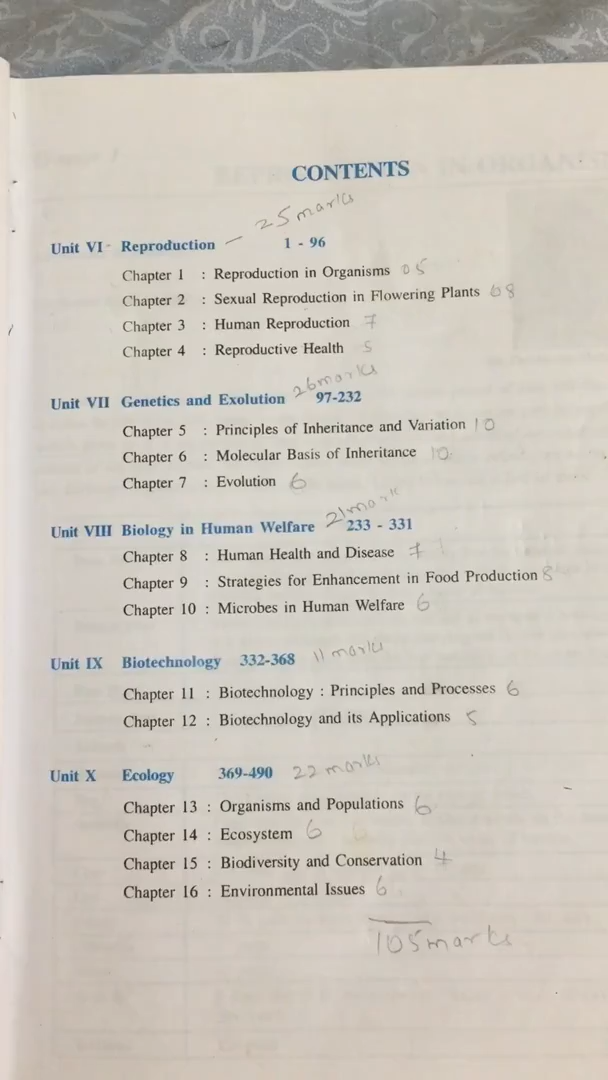 CONTENTS
25 marks
Unit VI Reproduction — 1 - 96
Chapter 1 : Reproduction in Organisms 05
Chapter 2 : Sexual Reproduction in Flowering Plants 08
Chapter 3 : Human Reproduction 7
Chapter 4 : Reproductive Health 5
26 marks
Unit VII Genetics and Exolution 97-232
Chapter 5 : Principles of Inheritance and Variation 10
Chapter 6 : Molecular Basis of Inheritance 10
Chapter 7 : Evolution 6
21 mark
Unit VIII Biology in Human Welfare 233 - 331
Chapter 8 : Human Health and Disease 7
Chapter 9 : Strategies for Enhancement in Food Production 8
Chapter 10 : Microbes in Human Welfare 6
Unit IX Biotechnology 332-368 11 marks
Chapter 11 : Biotechnology : Principles and Processes 6
Chapter 12 : Biotechnology and its Applications 5
Unit X Ecology 369-490 22 marks
Chapter 13 : Organisms and Populations 6
Chapter 14 : Ecosystem 6
Chapter 15 : Biodiversity and Conservation 4
Chapter 16 : Environmental Issues 6
105 marks